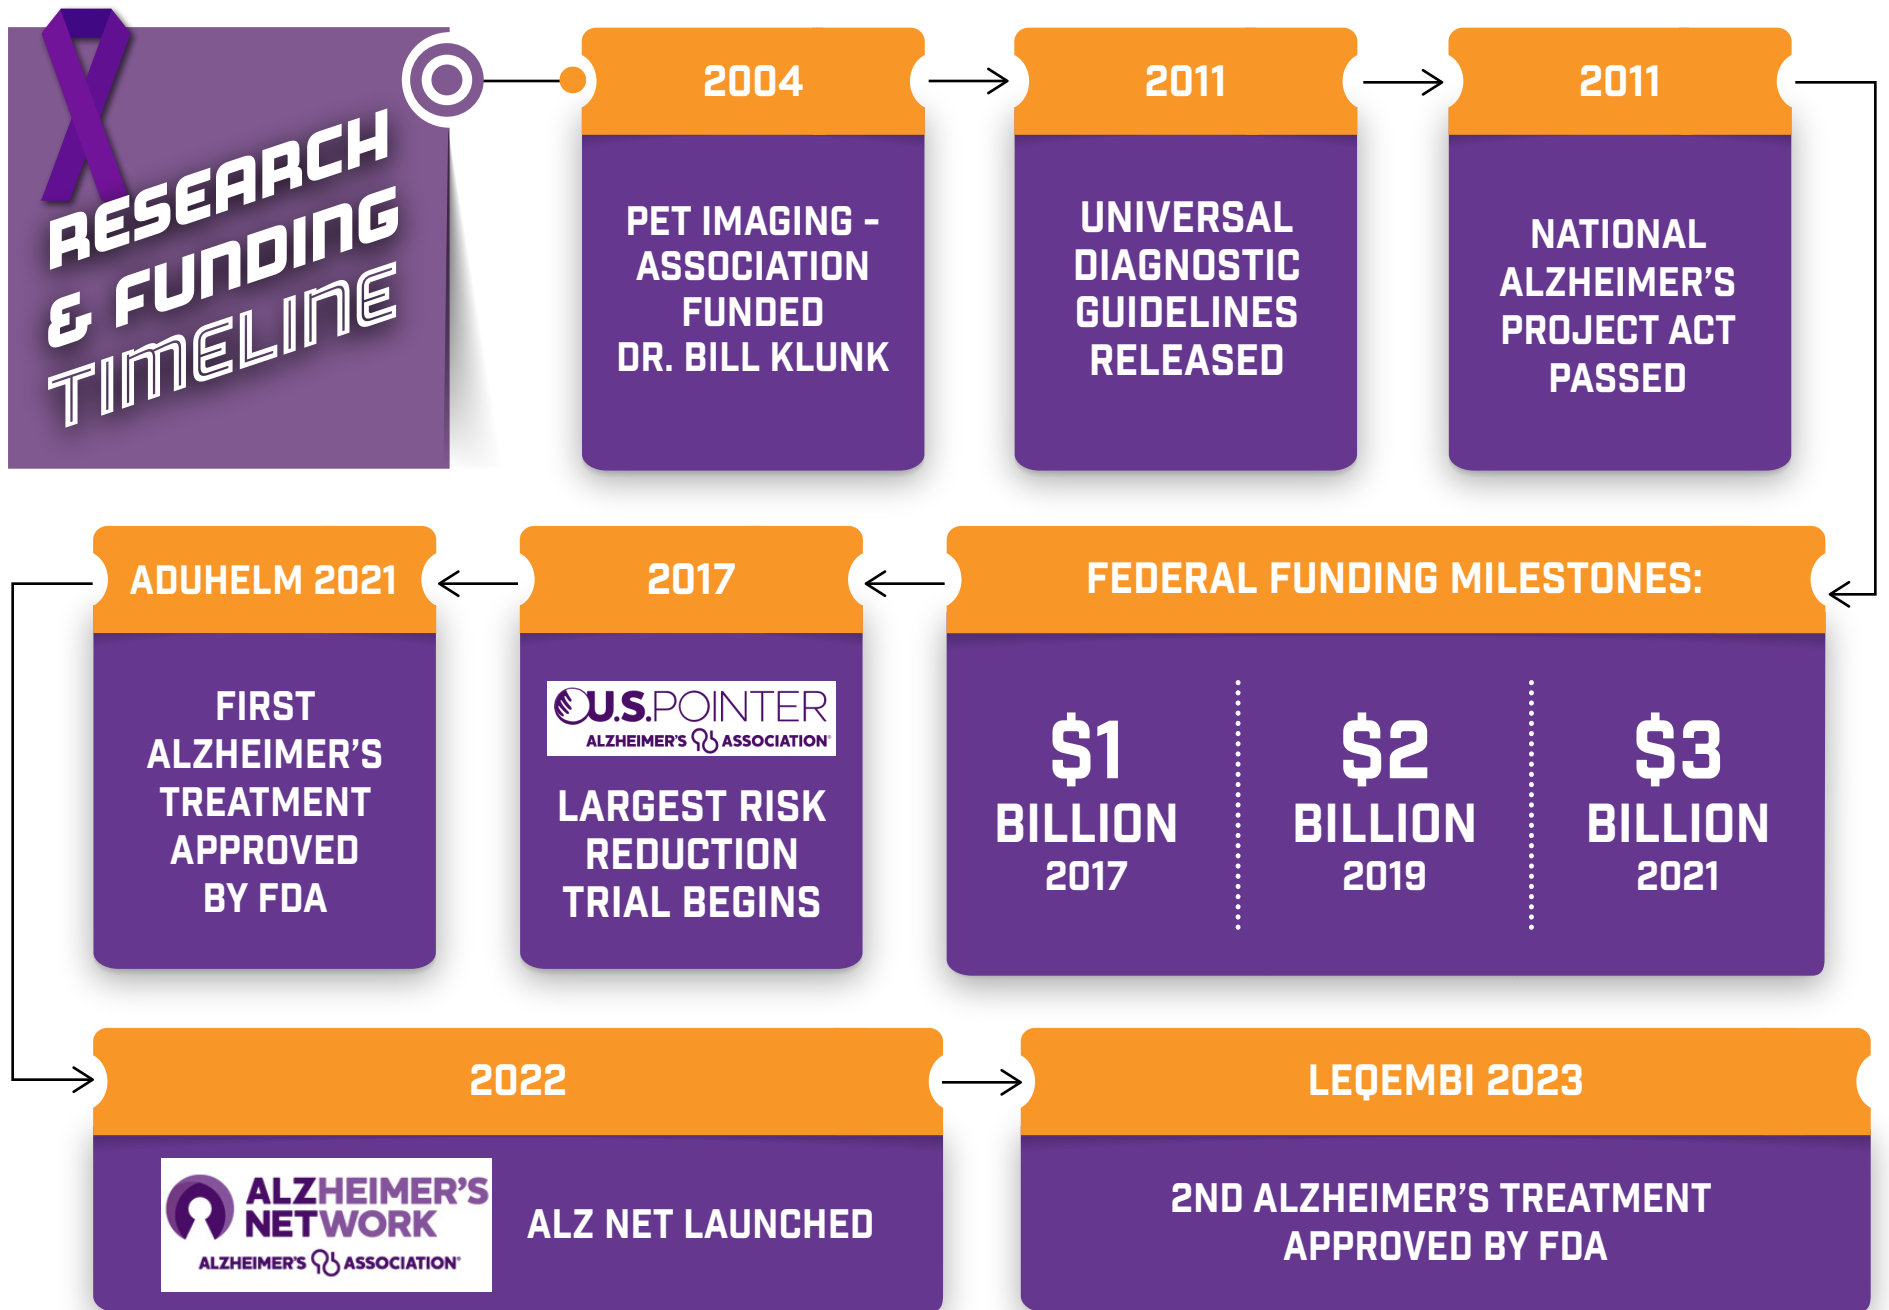 RESEARCH
& FUNDING
TIMELINE
2004
PET IMAGING -
ASSOCIATION
FUNDED
DR. BILL KLUNK
2011
UNIVERSAL
DIAGNOSTIC
GUIDELINES
RELEASED
2011
NATIONAL
ALZHEIMER'S
PROJECT ACT
PASSED
FEDERAL FUNDING MILESTONES:
$1
BILLION
2017
$2
BILLION
2019
$3
BILLION
2021
2017
U.S.POINTER
ALZHEIMER'S ASSOCIATION®
LARGEST RISK
REDUCTION
TRIAL BEGINS
ADUHELM 2021
FIRST
ALZHEIMER'S
TREATMENT
APPROVED
BY FDA
2022
ALZHEIMER'S
NETWORK
ALZHEIMER'S ASSOCIATION®
ALZ NET LAUNCHED
LEQEMBI 2023
2ND ALZHEIMER'S TREATMENT
APPROVED BY FDA